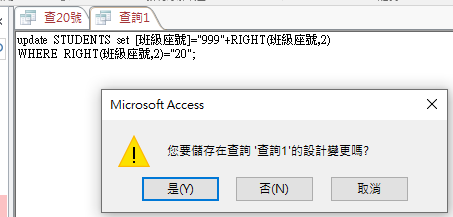 查20號 查詢1
update STUDENTS set [班級座號]="999"+RIGHT(班級座號,2)
WHERE RIGHT(班級座號,2)="20";
Microsoft Access
您要儲存在查詢 '查詢1'的設計變更嗎?
是(Y) 否(N) 取消